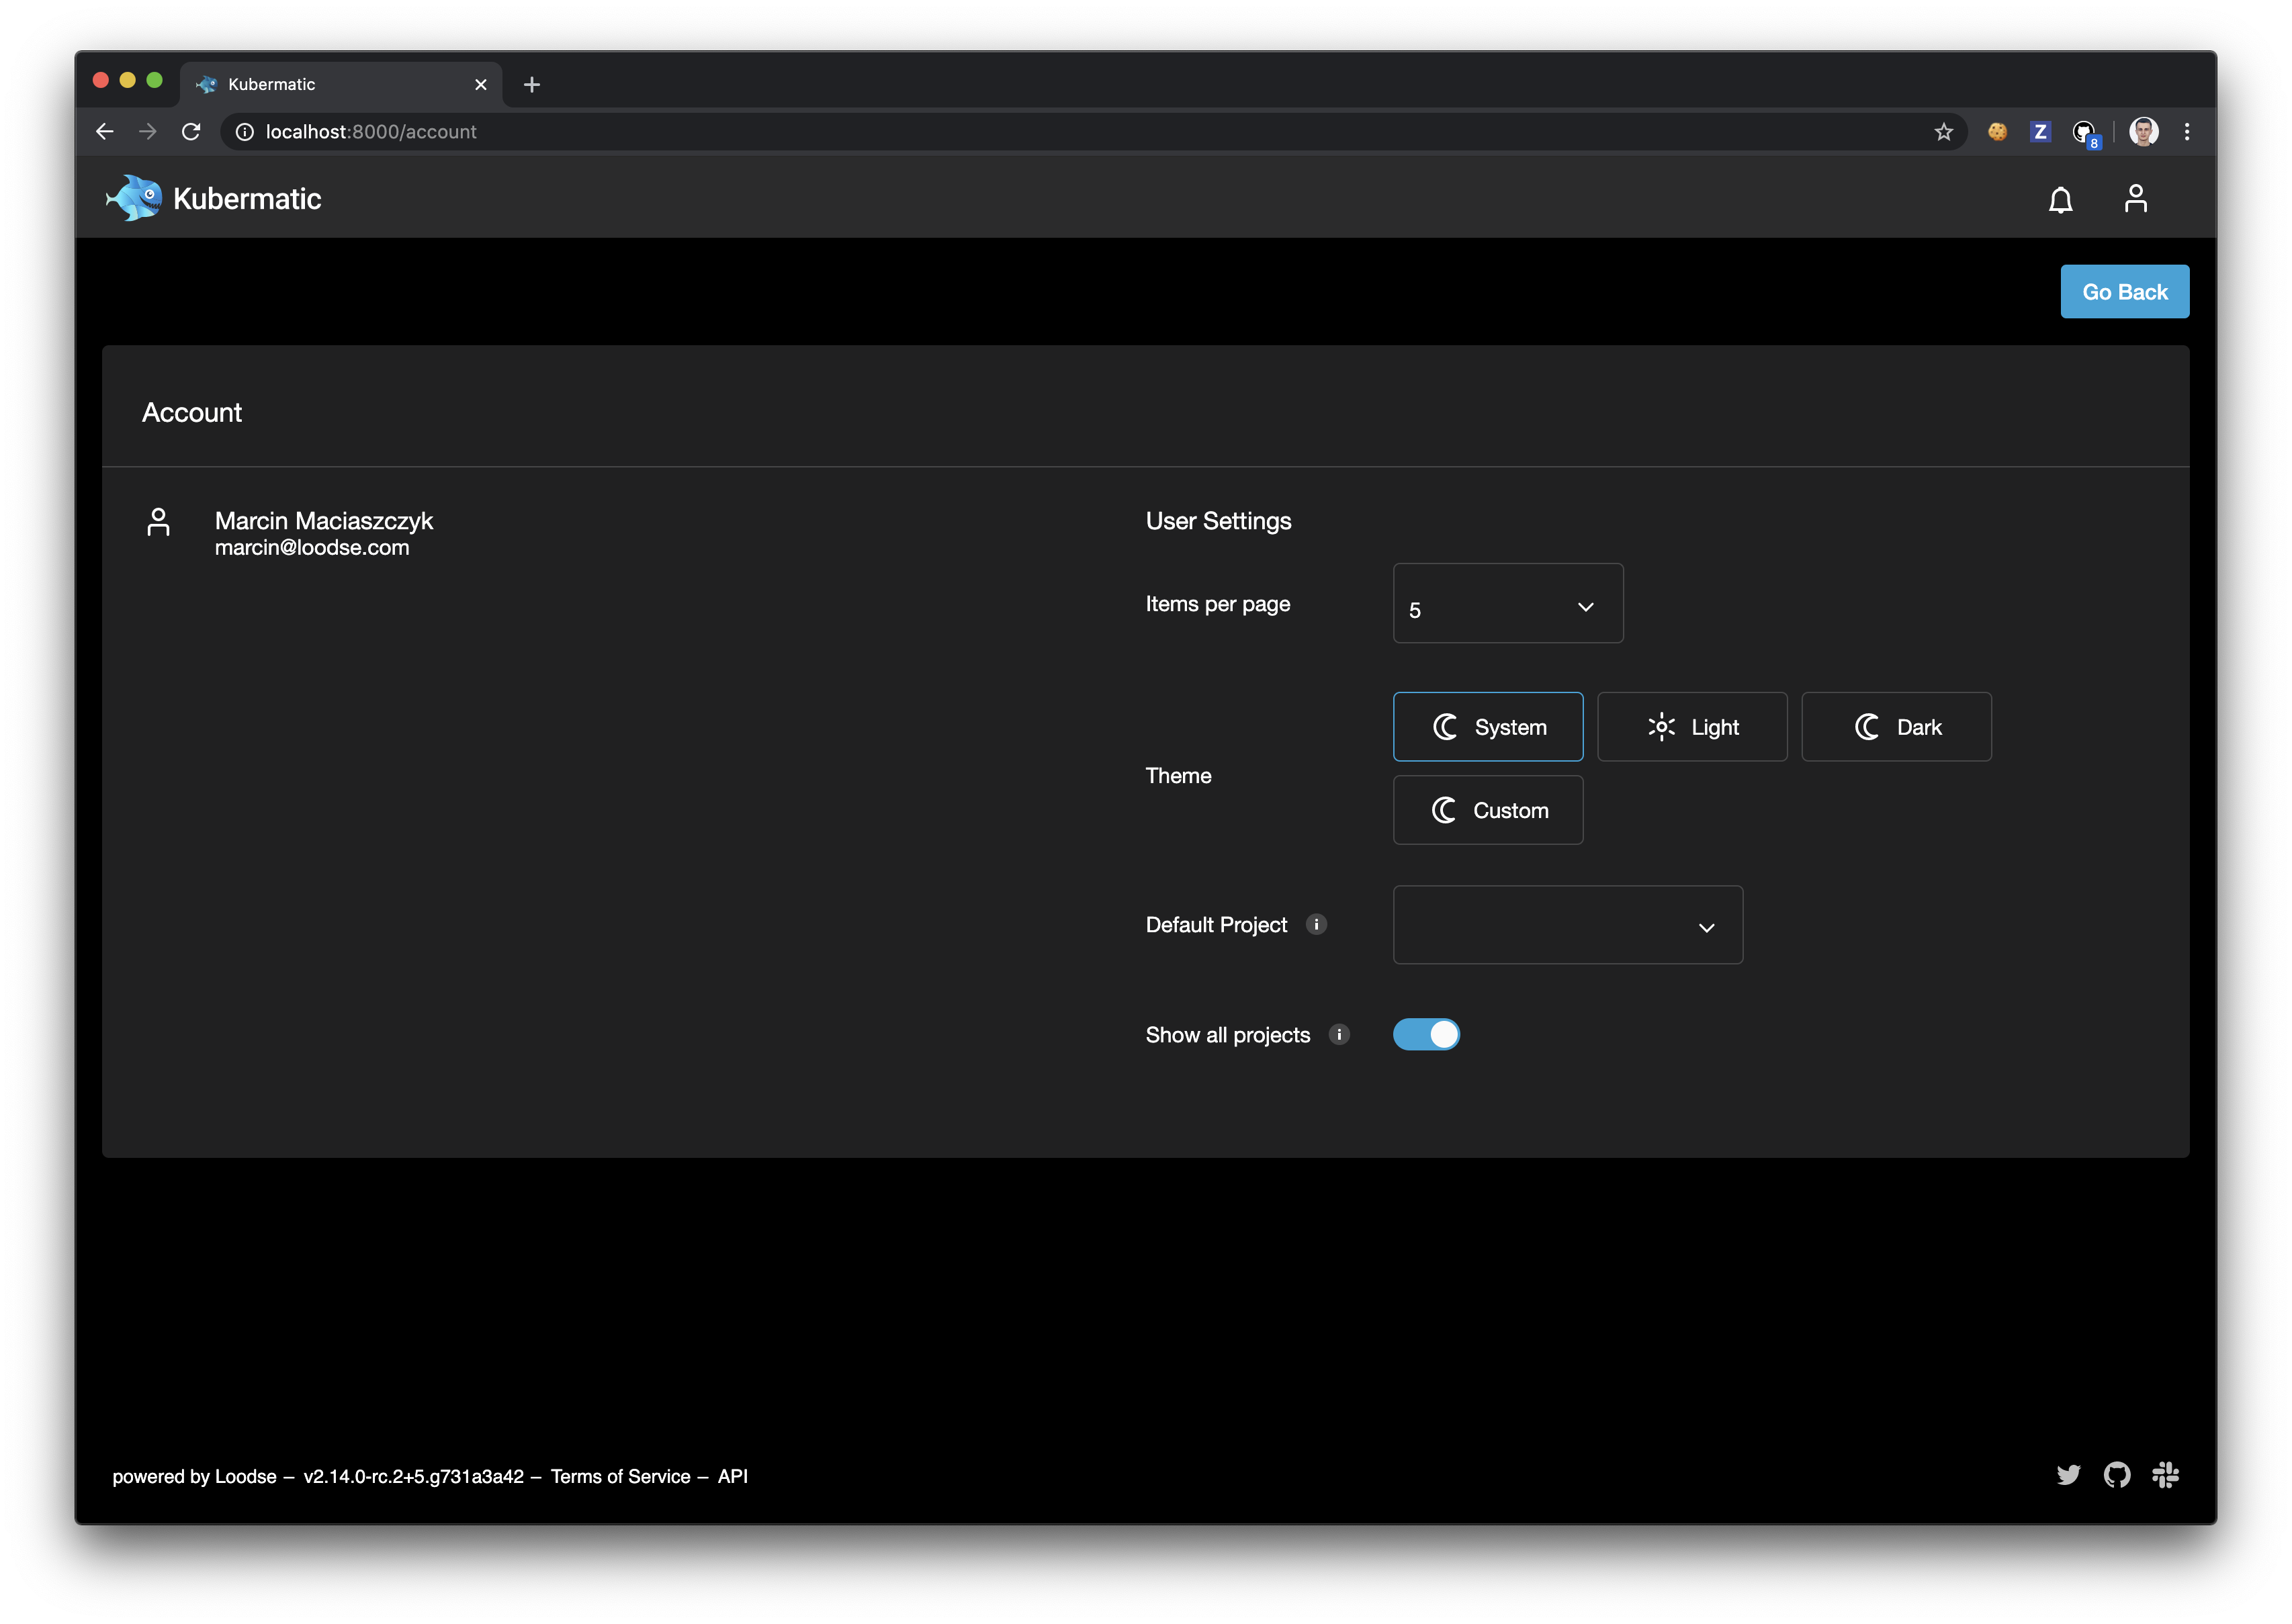 Kubermatic
localhost:8000/account
Z
8
Kubermatic
Go Back
Account
Marcin Maciaszczyk
marcin@loodse.com
User Settings
Items per page
5
Theme
System
Light
Dark
Custom
Default Project
Show all projects
powered by Loodse – v2.14.0-rc.2+5.g731a3a42 – Terms of Service – API